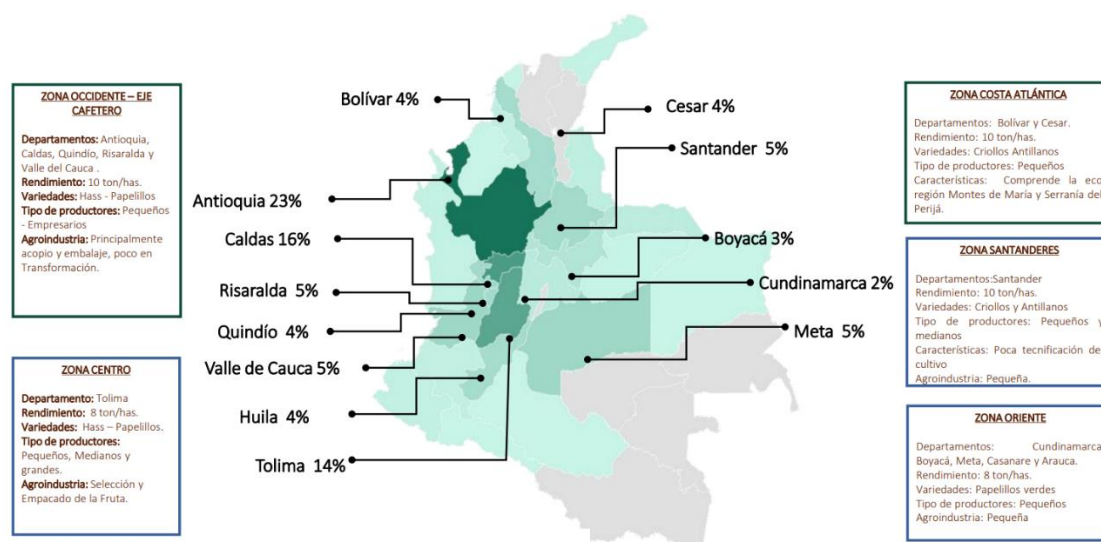 ZONA OCCIDENTE – EJE
CAFETERO
Departamentos: Antioquia,
Caldas, Quindío, Risaralda y
Valle del Cauca .
Rendimiento: 10 ton/has.
Variedades: Hass - Papelillos
Tipo de productores: Pequeños
- Empresarios
Agroindustria: Principalmente
acopio y embalaje, poco en
Transformación.
ZONA CENTRO
Departamento: Tolima
Rendimiento: 8 ton/has.
Variedades: Hass – Papelillos.
Tipo de productores:
Pequeños, Medianos y
grandes.
Agroindustria: Selección y
Empacado de la Fruta.
Bolívar 4%
Antioquia 23%
Caldas 16%
Risaralda 5%
Quindío 4%
Valle de Cauca 5%
Huila 4%
Tolima 14%
Cesar 4%
Santander 5%
Boyacá 3%
Cundinamarca 2%
Meta 5%
ZONA COSTA ATLÁNTICA
Departamentos: Bolívar y Cesar.
Rendimiento: 10 ton/has.
Variedades: Criollos Antillanos
Tipo de productores: Pequeños
Características: Comprende la eco
región Montes de María y Serranía del
Perijá.
ZONA SANTANDERES
Departamentos:Santander
Rendimiento: 10 ton/has.
Variedades: Criollos y Antillanos
Tipo de productores: Pequeños y
medianos
Características: Poca tecnificación de
cultivo
Agroindustria: Pequeña.
ZONA ORIENTE
Departamentos: Cundinamarca
Boyacá, Meta, Casanare y Arauca.
Rendimiento: 8 ton/has.
Variedades: Papelillos verdes
Tipo de productores: Pequeños
Agroindustria: Pequeña